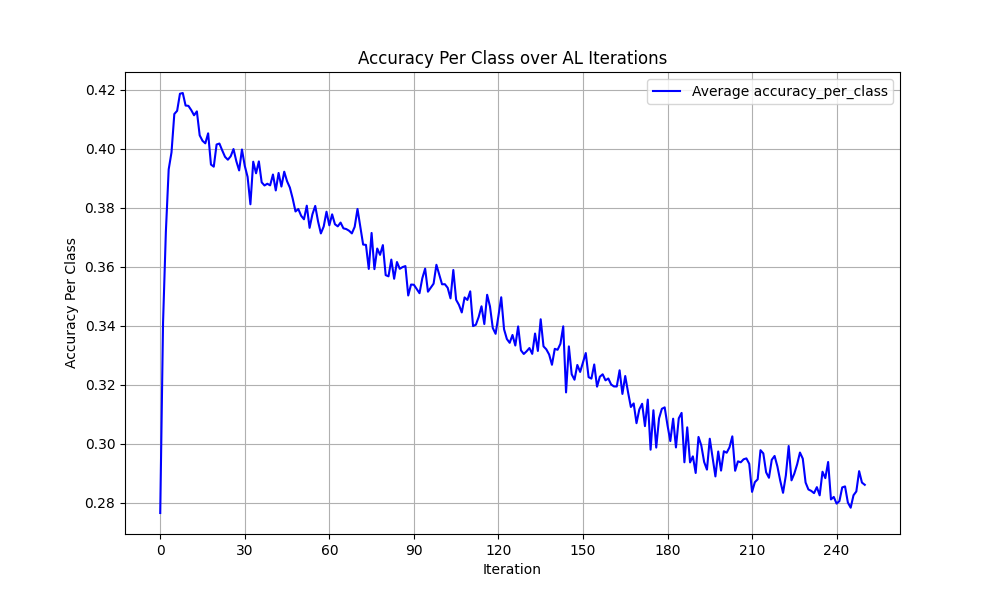 Accuracy Per Class over AL Iterations
Average accuracy_per_class
0.42
0.40
0.38
0.36
0.34
0.32
0.30
0.28
Accuracy Per Class
0 30 60 90 120 150 180 210 240
Iteration